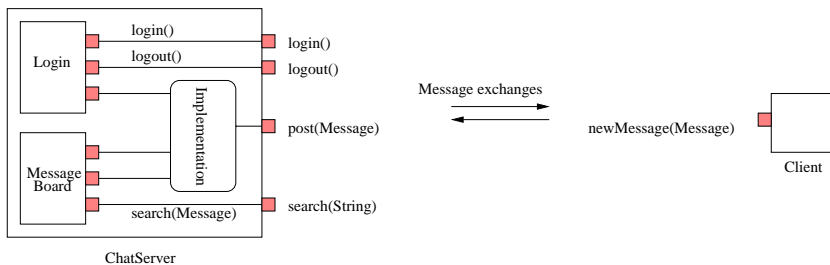 login()
login()
Login
logout()
logout()
Implementation
Message exchanges
post(Message)
newMessage(Message)
Message
Board
Client
search(Message)
search(String)
ChatServer